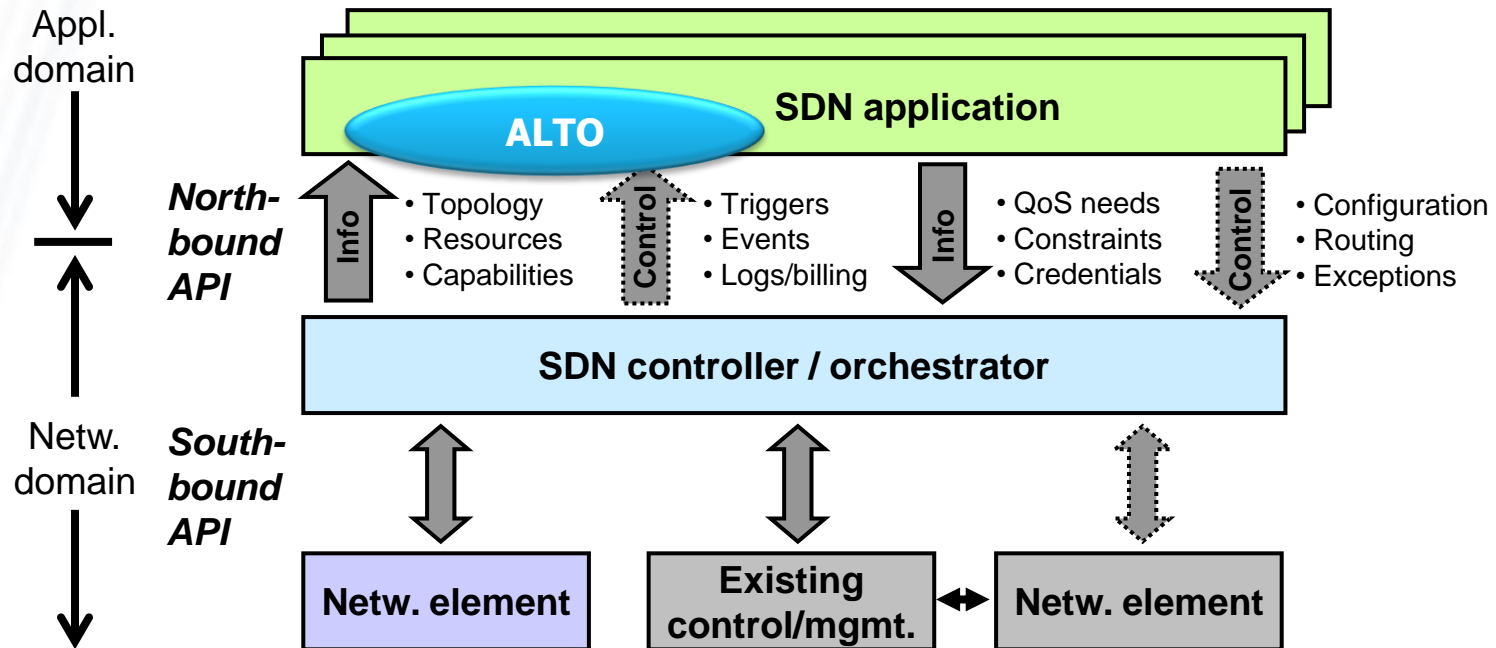 Appl.
domain
SDN application
ALTO
North-
bound
API
Info
• Topology
• Resources
• Capabilities
Control
• Triggers
• Events
• Logs/billing
Info
• QoS needs
• Constraints
• Credentials
Control
• Configuration
• Routing
• Exceptions
SDN controller / orchestrator
Netw.
domain
South-
bound
API
Netw. element
Existing
control/mgmt.
Netw. element